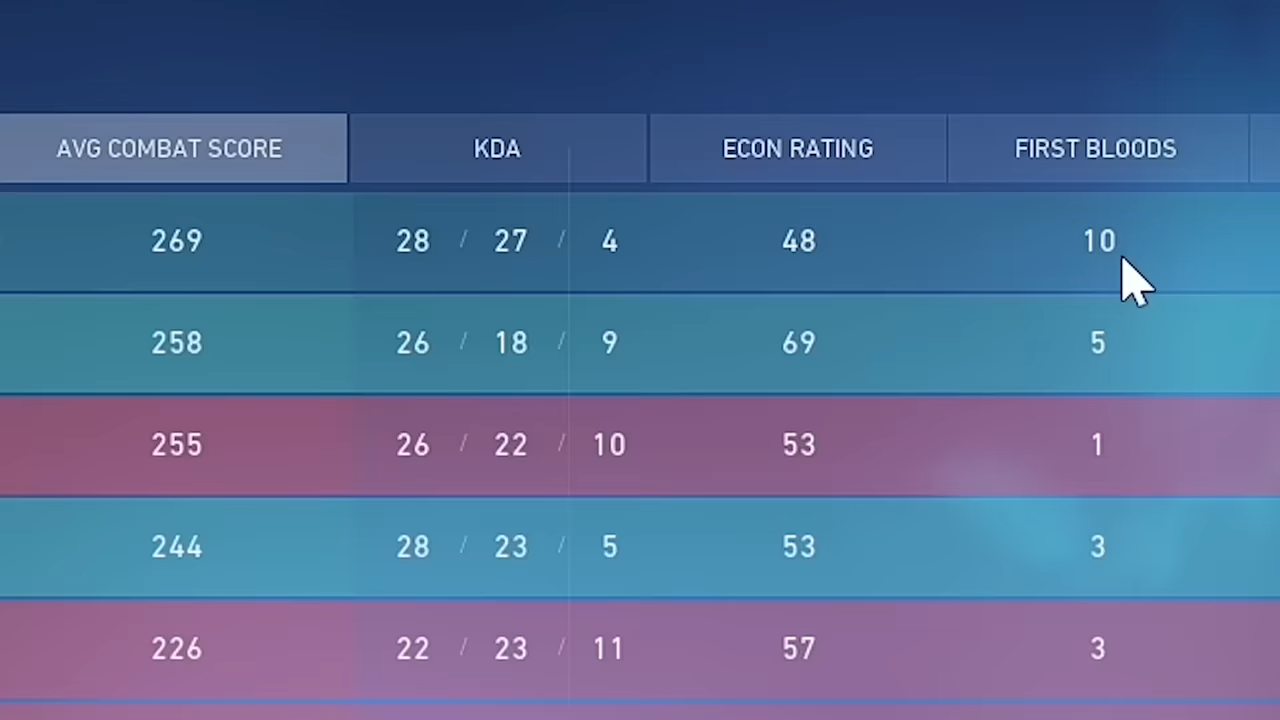 AVG COMBAT SCORE KDA ECON RATING FIRST BLOODS
269 28 / 27 / 4 48 10
258 26 / 18 / 9 69 5
255 26 / 22 / 10 53 1
244 28 / 23 / 5 53 3
226 22 / 23 / 11 57 3